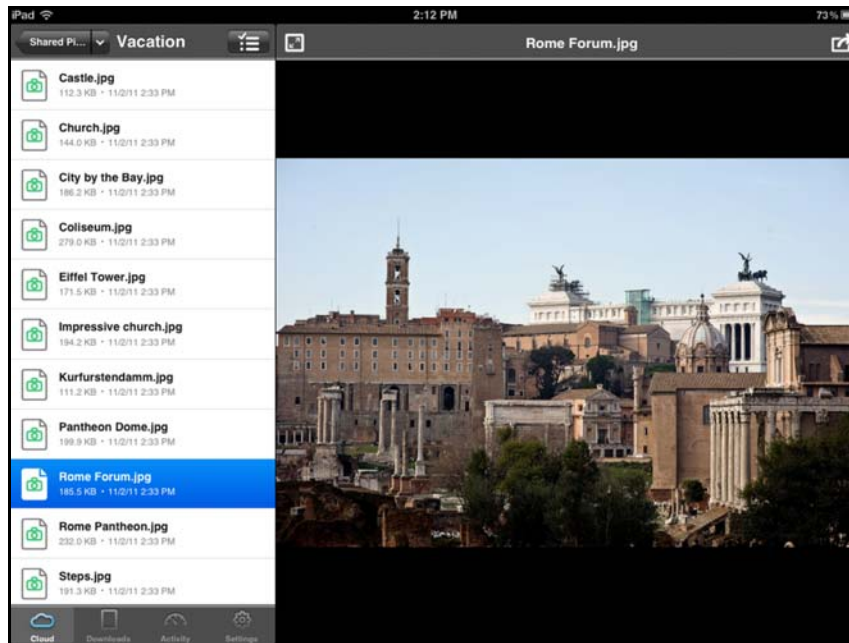 iPad
2:12 PM
73%
Shared Pi...
Vacation
Rome Forum.jpg
Castle.jpg
112.3 KB • 11/2/11 2:33 PM
Church.jpg
144.0 KB • 11/2/11 2:33 PM
City by the Bay.jpg
186.2 KB • 11/2/11 2:33 PM
Coliseum.jpg
279.0 KB • 11/2/11 2:33 PM
Eiffel Tower.jpg
171.5 KB • 11/2/11 2:33 PM
Impressive church.jpg
194.2 KB • 11/2/11 2:33 PM
Kurfurstendamm.jpg
111.2 KB • 11/2/11 2:33 PM
Pantheon Dome.jpg
199.9 KB • 11/2/11 2:33 PM
Rome Forum.jpg
185.5 KB • 11/2/11 2:33 PM
Rome Pantheon.jpg
232.0 KB • 11/2/11 2:33 PM
Steps.jpg
191.3 KB • 11/2/11 2:33 PM
Cloud
Downloads
Activity
Settings